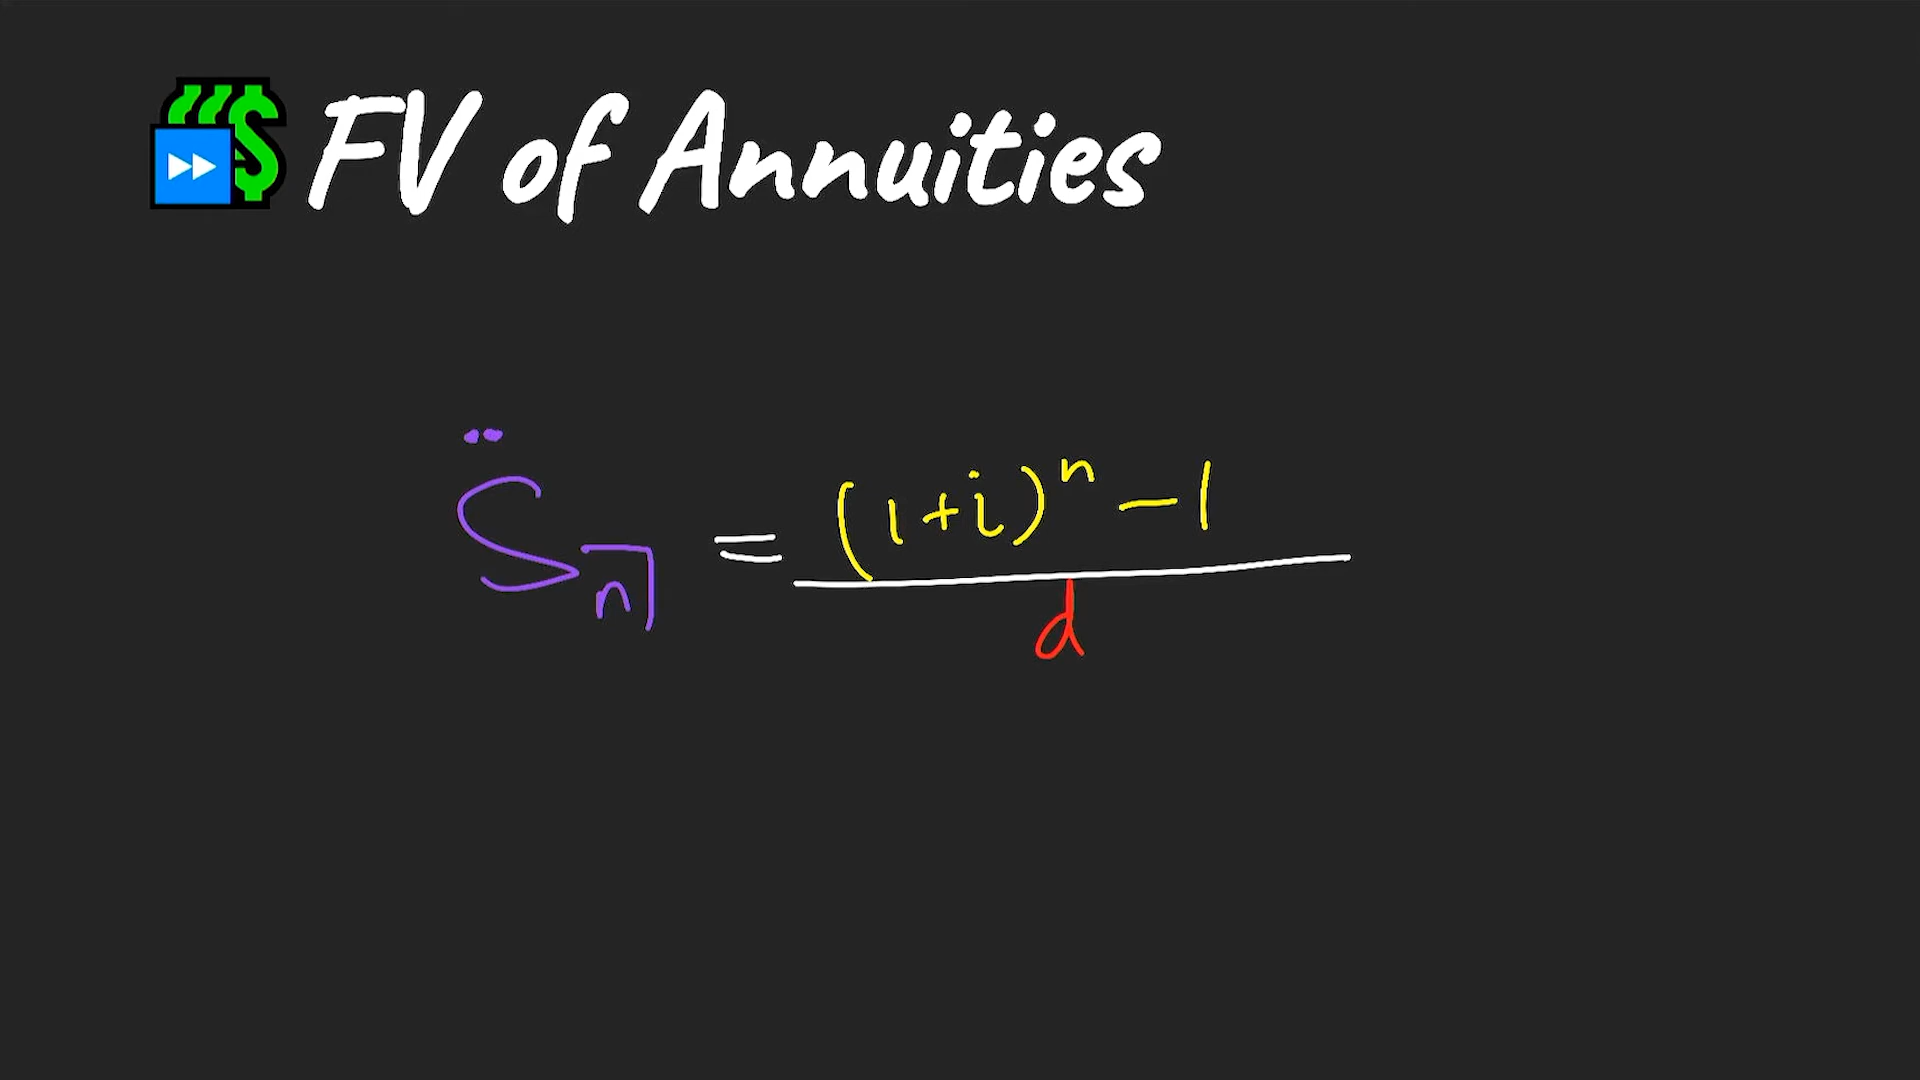 FV of Annuities
s̈n̅| = (1+i)ⁿ - 1
d